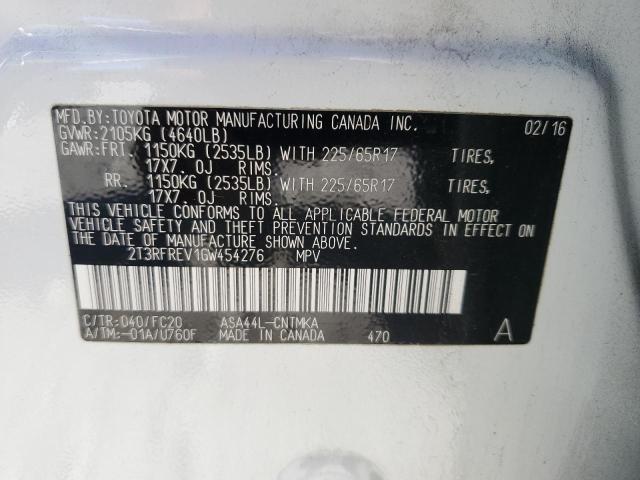 MFD.BY:TOYOTA MOTOR MANUFACTURING CANADA INC. 02/16
GVWR:2105KG (4640LB)
GAWR:FRT. 1150KG (2535LB) WITH 225/65R17 TIRES,
17X7.0J RIMS.
RR. 1150KG (2535LB) WITH 225/65R17 TIRES,
17X7.0J RIMS.
THIS VEHICLE CONFORMS TO ALL APPLICABLE FEDERAL MOTOR
VEHICLE SAFETY AND THEFT PREVENTION STANDARDS IN EFFECT ON
THE DATE OF MANUFACTURE SHOWN ABOVE.
2T3RFREV1GW454276 MPV
C/TR:040/FC20 ASA44L-CNTMKA
A/TM:-01A/U760F MADE IN CANADA 470 A